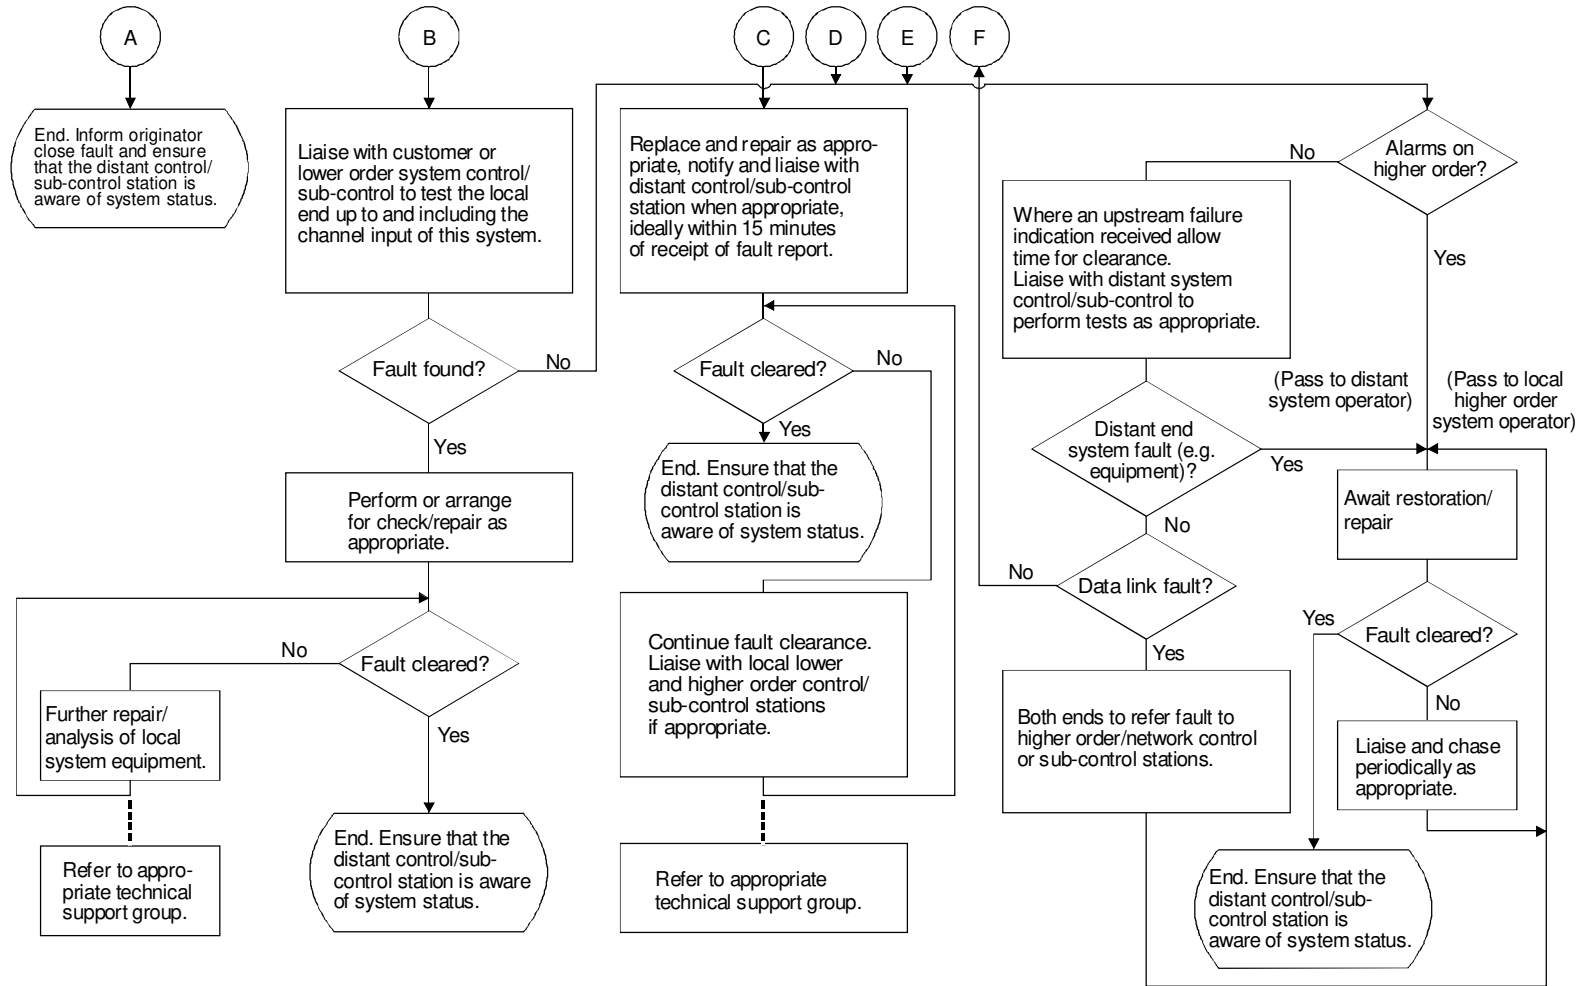 A
B
C
D
E
F
End. Inform originator
close fault and ensure
that the distant control/
sub-control station is
aware of system status.
Liaise with customer or
lower order system control/
sub-control to test the local
end up to and including the
channel input of this system.
Fault found?
No
Yes
Perform or arrange
for check/repair as
appropriate.
Fault cleared?
No
Yes
Further repair/
analysis of local
system equipment.
Refer to appro-
priate technical
support group.
End. Ensure that the
distant control/sub-
control station is aware
of system status.
Replace and repair as appro-
priate, notify and liaise with
distant control/sub-control
station when appropriate,
ideally within 15 minutes
of receipt of fault report.
Fault cleared?
No
Yes
End. Ensure that the
distant control/sub-
control station is
aware of system status.
Continue fault clearance.
Liaise with local lower
and higher order control/
sub-control stations
if appropriate.
Refer to appropriate
technical support group.
Alarms on
higher order?
No
Yes
Where an upstream failure
indication received allow
time for clearance.
Liaise with distant system
control/sub-control to
perform tests as appropriate.
(Pass to distant
system operator)
(Pass to local
higher order
system operator)
Distant end
system fault (e.g.
equipment)?
Yes
No
Data link fault?
No
Yes
Both ends to refer fault to
higher order/network control
or sub-control stations.
Await restoration/
repair
Fault cleared?
Yes
No
Liaise and chase
periodically as
appropriate.
End. Ensure that the
distant control/sub-
control station is
aware of system status.